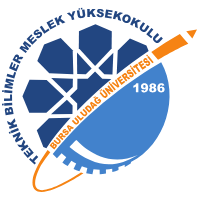 TEKNİK BİLİMLER MESLEK YÜKSEKOKULU
BURSA ULUDAĞ ÜNİVERSİTESİ
1986